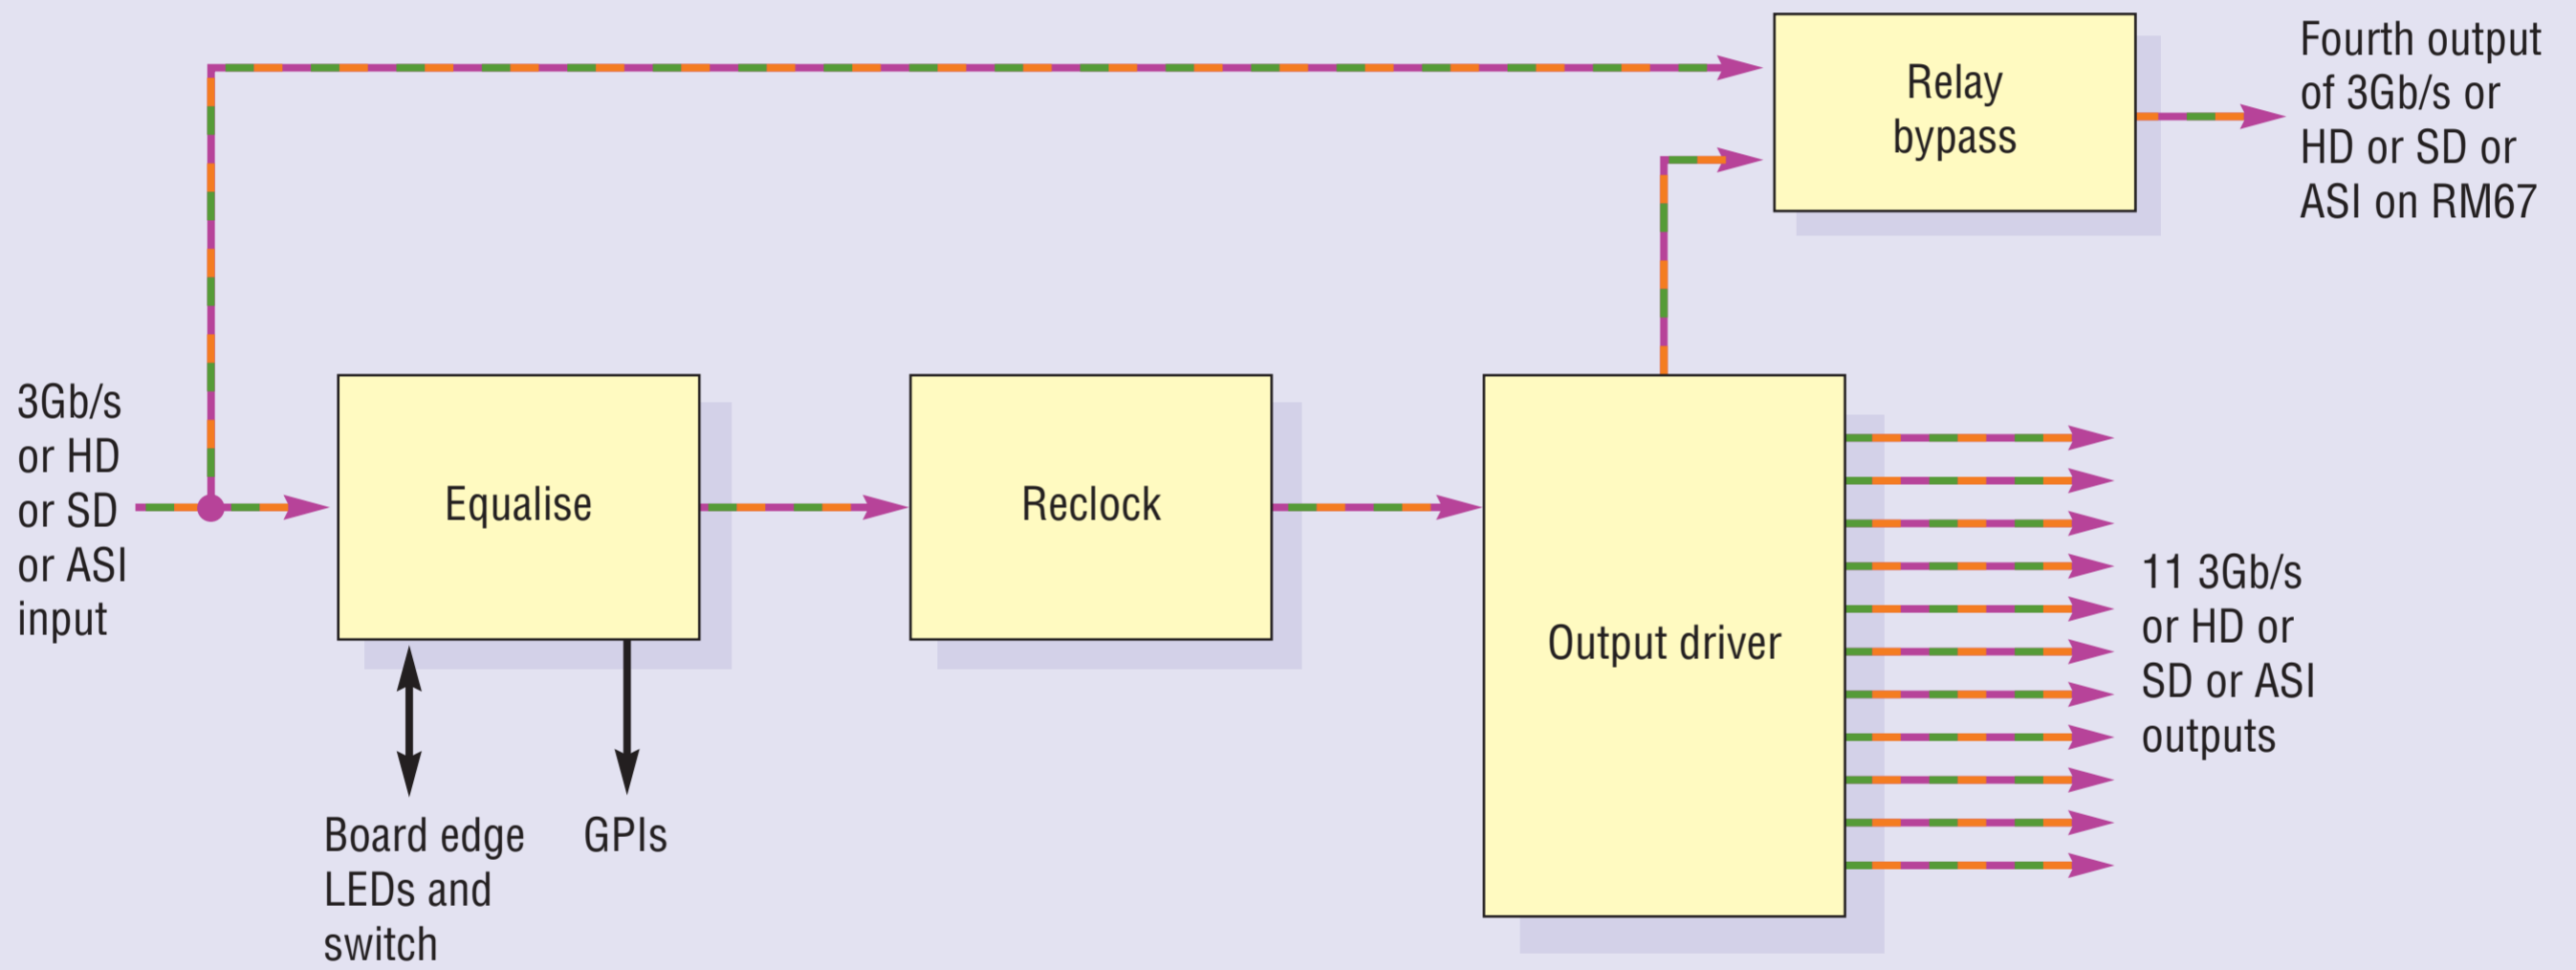 Fourth output
of 3Gb/s or
HD or SD or
ASI on RM67
Relay
bypass
3Gb/s
or HD
or SD
or ASI
input
Equalise
Reclock
Output driver
11 3Gb/s
or HD or
SD or ASI
outputs
Board edge
LEDs and
switch
GPIs